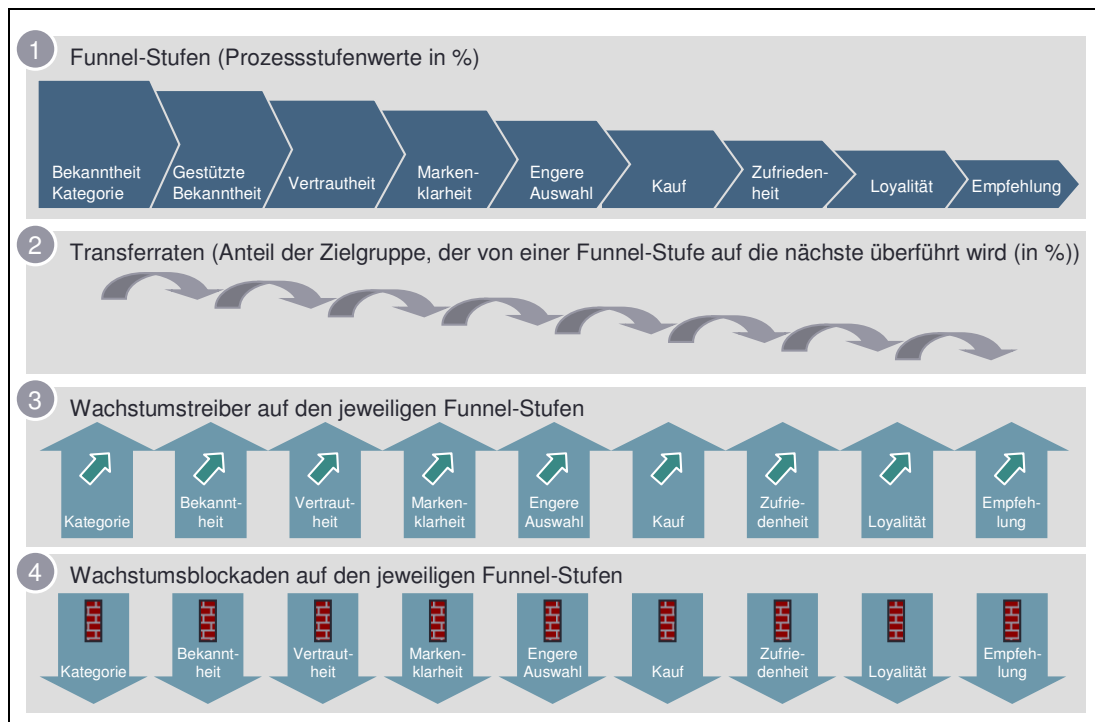 1
Funnel-Stufen (Prozessstufenwerte in %)
Bekanntheit
Kategorie
Gestützte
Bekanntheit
Vertrautheit
Marken-
klarheit
Engere
Auswahl
Kauf
Zufrieden-
heit
Loyalität
Empfehlung
2
Transferraten (Anteil der Zielgruppe, der von einer Funnel-Stufe auf die nächste überführt wird (in %))
3
Wachstumstreiber auf den jeweiligen Funnel-Stufen
Kategorie
Bekannt-
heit
Vertraut-
heit
Marken-
klarheit
Engere
Auswahl
Kauf
Zufrie-
denheit
Loyalität
Empfeh-
lung
4
Wachstumsblockaden auf den jeweiligen Funnel-Stufen
Kategorie
Bekannt-
heit
Vertraut-
heit
Marken-
klarheit
Engere
Auswahl
Kauf
Zufrie-
denheit
Loyalität
Empfeh-
lung